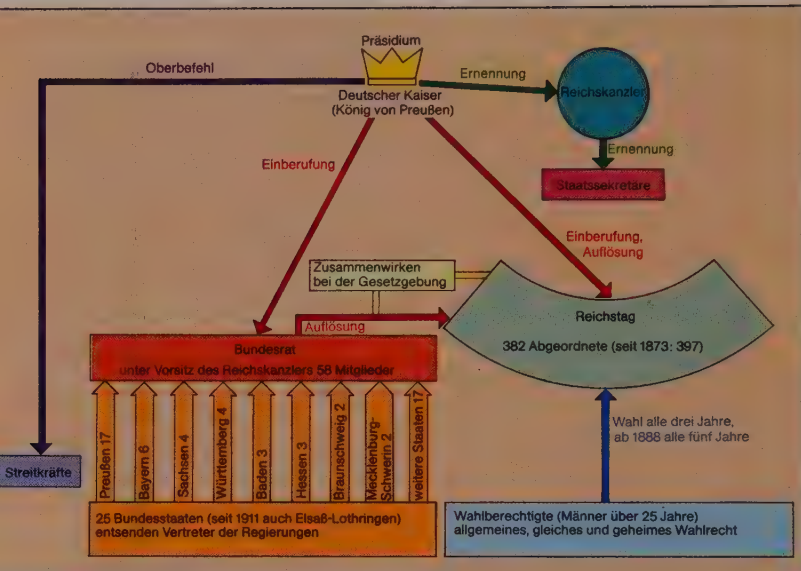 Präsidium
Oberbefehl
Ernennung
Deutscher Kaiser
(König von Preußen)
Reichskanzler
Ernennung
Einberufung
Staatssekretäre
Einberufung,
Auflösung
Zusammenwirken
bei der Gesetzgebung
Auflösung
Reichstag
382 Abgeordnete (seit 1873: 397)
Bundesrat
unter Vorsitz des Reichskanzlers 58 Mitglieder
Wahl alle drei Jahre,
ab 1888 alle fünf Jahre
Streitkräfte
Preußen 17
Bayern 6
Sachsen 4
Württemberg 4
Baden 3
Hessen 3
Braunschweig 2
Mecklenburg-
Schwerin 2
weitere Staaten 17
25 Bundesstaaten (seit 1911 auch Elsaß-Lothringen)
entsenden Vertreter der Regierungen
Wahlberechtigte (Männer über 25 Jahre)
allgemeines, gleiches und geheimes Wahlrecht